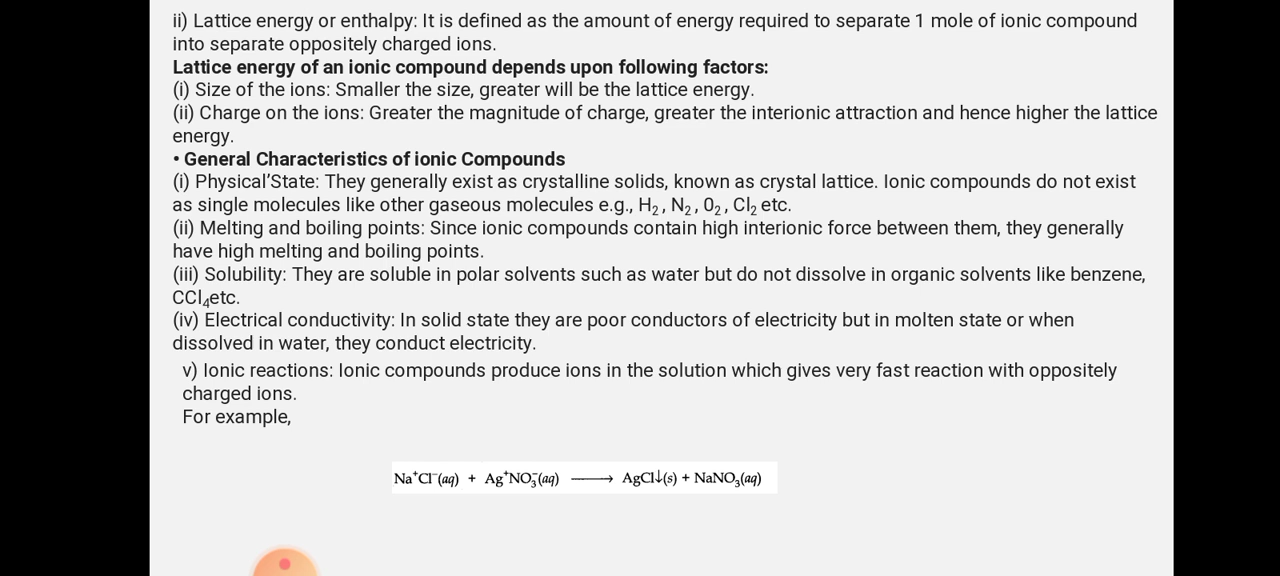 ii) Lattice energy or enthalpy: It is defined as the amount of energy required to separate 1 mole of ionic compound
into separate oppositely charged ions.
Lattice energy of an ionic compound depends upon following factors:
(i) Size of the ions: Smaller the size, greater will be the lattice energy.
(ii) Charge on the ions: Greater the magnitude of charge, greater the interionic attraction and hence higher the lattice
energy.
• General Characteristics of ionic Compounds
(i) Physical’State: They generally exist as crystalline solids, known as crystal lattice. Ionic compounds do not exist
as single molecules like other gaseous molecules e.g., H₂ , N₂ , 0₂ , Cl₂ etc.
(ii) Melting and boiling points: Since ionic compounds contain high interionic force between them, they generally
have high melting and boiling points.
(iii) Solubility: They are soluble in polar solvents such as water but do not dissolve in organic solvents like benzene,
CCl₄etc.
(iv) Electrical conductivity: In solid state they are poor conductors of electricity but in molten state or when
dissolved in water, they conduct electricity.
v) Ionic reactions: Ionic compounds produce ions in the solution which gives very fast reaction with oppositely
charged ions.
For example,
Na⁺Cl⁻(aq) + Ag⁺NO₃⁻(aq) ⟶ AgCl↓(s) + NaNO₃(aq)